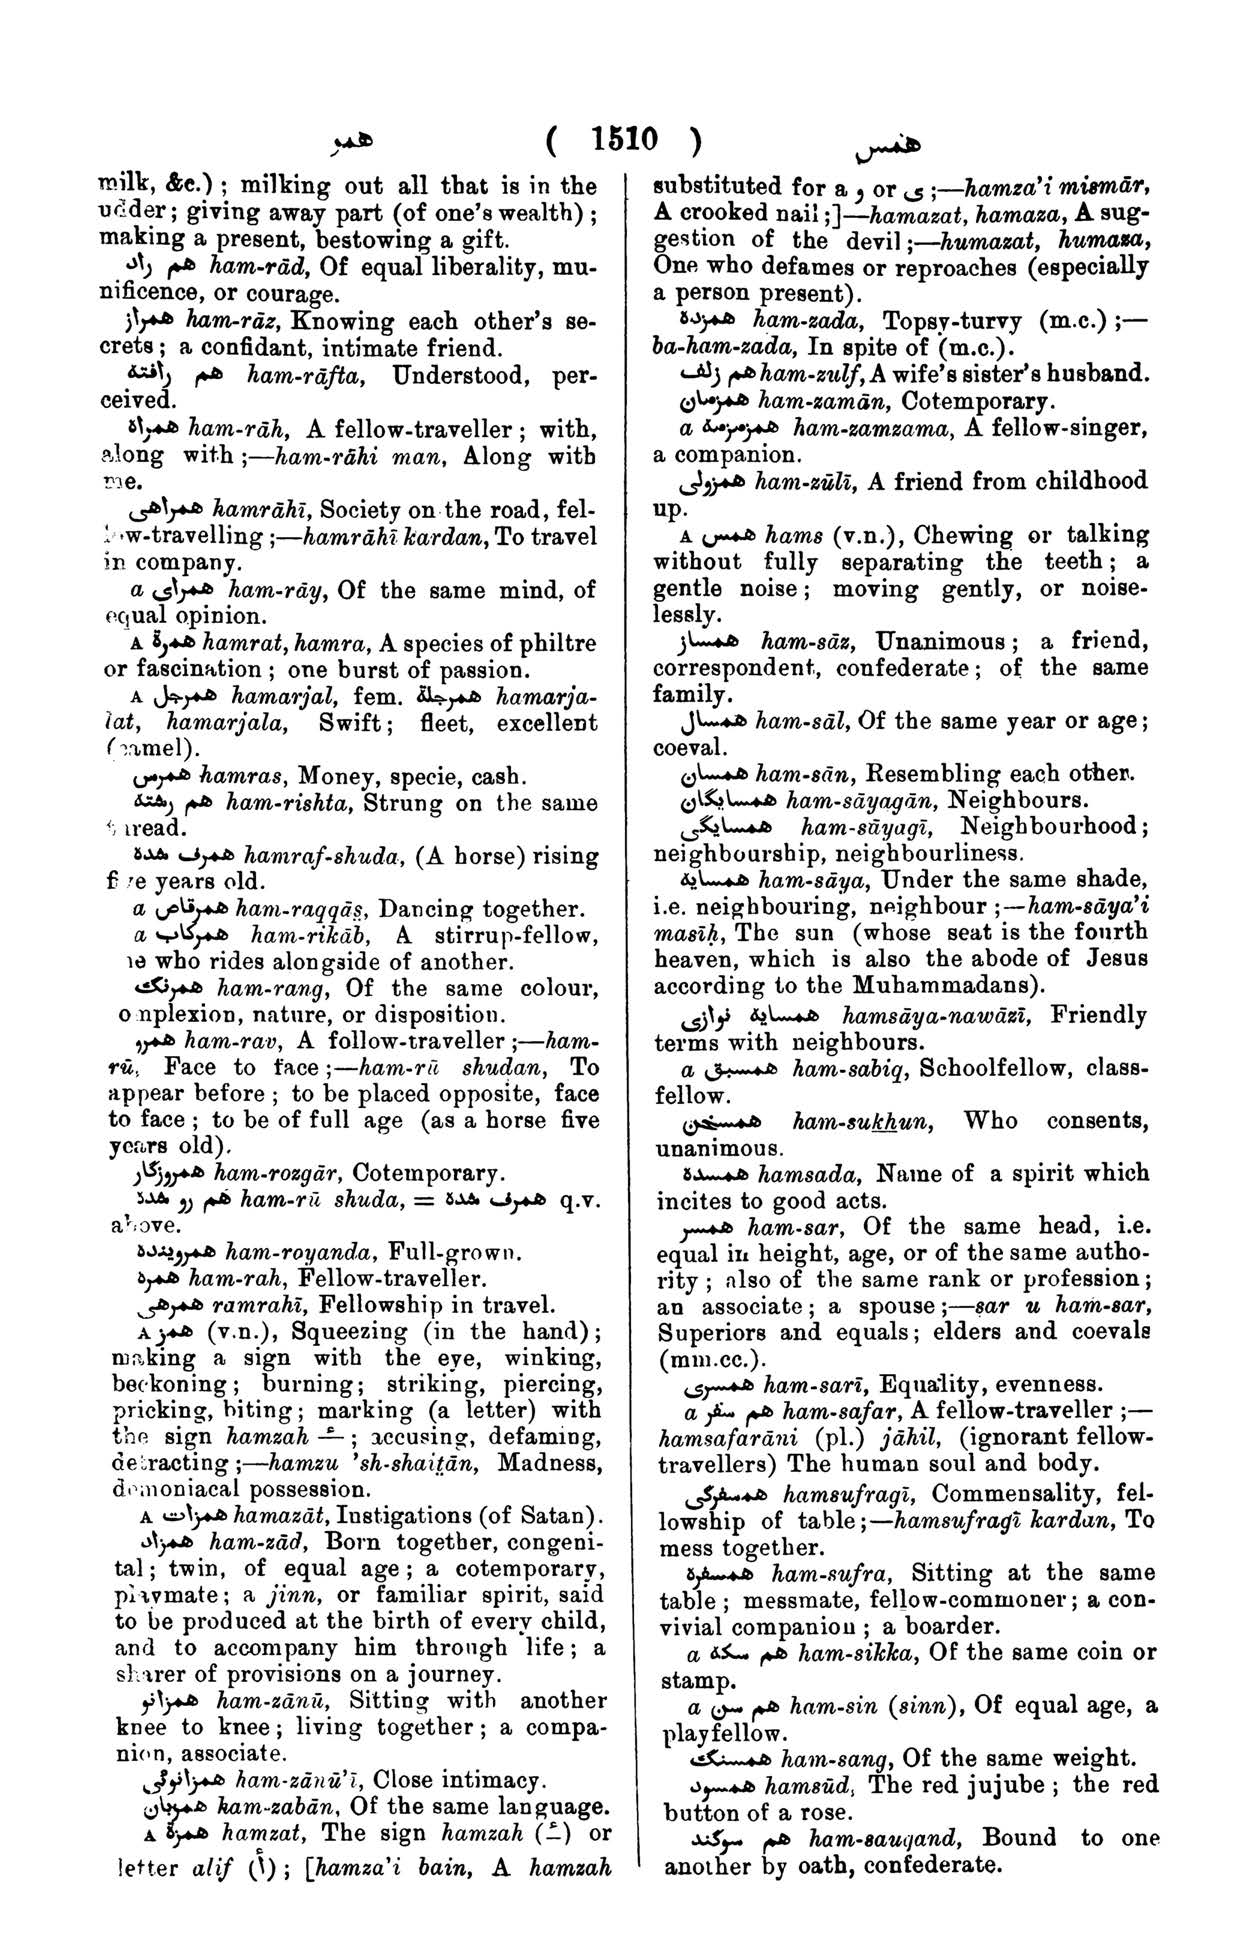 همو ( 1510 ) همس
milk, &c.) ; milking out all that is in the
udder ; giving away part (of one's wealth) ;
making a present, bestowing a gift.
هم راد ham-rād, Of equal liberality, mu-
nificence, or courage.
همراز ham-rāz, Knowing each other's se-
crets ; a confidant, intimate friend.
هم رافته ham-rāfta, Understood, per-
ceived.
همراه ham-rāh, A fellow-traveller ; with,
along with ;—ham-rāhi man, Along with
me.
همراهی hamrāhī, Society on the road, fel-
low-travelling ;—hamrāhī kardan, To travel
in company.
a همرای ham-rāy, Of the same mind, of
equal opinion.
A همرة hamrat, hamra, A species of philtre
or fascination ; one burst of passion.
A همرجل hamarjal, fem. همرجلة hamarja-
lat, hamarjala, Swift ; fleet, excellent
(camel).
همرس hamras, Money, specie, cash.
هم رشته ham-rishta, Strung on the same
thread.
همرف شده hamraf-shuda, (A horse) rising
five years old.
a همرقاص ham-raqqāṣ, Dancing together.
a همرکاب ham-rikāb, A stirrup-fellow,
one who rides alongside of another.
همرنگ ham-rang, Of the same colour,
complexion, nature, or disposition.
همرو ham-rav, A follow-traveller ;—ham-
rū, Face to face ;—ham-rū shudan, To
appear before ; to be placed opposite, face
to face ; to be of full age (as a horse five
years old).
همروزگار ham-rozgār, Cotemporary.
هم رو شده ham-rū shuda, = همرف شده q.v.
above.
همروینده ham-royanda, Full-grown.
همره ham-rah, Fellow-traveller.
همرهی ramrahī, Fellowship in travel.
A همز (v.n.), Squeezing (in the hand) ;
making a sign with the eye, winking,
beckoning ; burning ; striking, piercing,
pricking, biting ; marking (a letter) with
the sign hamzah ـٔ ; accusing, defaming,
detracting ;—hamzu 'sh-shait̤ān, Madness,
demoniacal possession.
A همزات hamazāt, Instigations (of Satan).
همزاد ham-zād, Born together, congeni-
tal ; twin, of equal age ; a cotemporary,
playmate ; a jinn, or familiar spirit, said
to be produced at the birth of every child,
and to accompany him through life ; a
sharer of provisions on a journey.
همزانو ham-zānū, Sitting with another
knee to knee ; living together ; a compa-
nion, associate.
همزانوئی ham-zānū'ī, Close intimacy.
همزبان ham-zabān, Of the same language.
A همزة hamzat, The sign hamzah (ـٔ) or
letter alif (أ) ; [hamza'i bain, A hamzah
substituted for a و or ی ;—hamza'i mismār,
A crooked nail ;]—hamazat, hamaza, A sug-
gestion of the devil ;—humazat, humaza,
One who defames or reproaches (especially
a person present).
همزده ham-zada, Topsy-turvy (m.c.) ;—
ba-ham-zada, In spite of (m.c.).
هم زلف ham-zulf, A wife's sister's husband.
همزمان ham-zamān, Cotemporary.
a همزمزمه ham-zamzama, A fellow-singer,
a companion.
همزولی ham-zūlī, A friend from childhood
up.
A همس hams (v.n.), Chewing or talking
without fully separating the teeth ; a
gentle noise ; moving gently, or noise-
lessly.
همساز ham-sāz, Unanimous ; a friend,
correspondent, confederate ; of the same
family.
همسال ham-sāl, Of the same year or age ;
coeval.
همسان ham-sān, Resembling each other.
همسایگان ham-sāyagān, Neighbours.
همسایگی ham-sāyagī, Neighbourhood ;
neighbourship, neighbourliness.
همسایه ham-sāya, Under the same shade,
i.e. neighbouring, neighbour ;—ham-sāya'i
masīḥ, The sun (whose seat is the fourth
heaven, which is also the abode of Jesus
according to the Muhammadans).
همسایه نوازی hamsāya-nawāzī, Friendly
terms with neighbours.
a همسبق ham-sabiq, Schoolfellow, class-
fellow.
همسخن ham-sukhun, Who consents,
unanimous.
همسده hamsada, Name of a spirit which
incites to good acts.
همسر ham-sar, Of the same head, i.e.
equal in height, age, or of the same autho-
rity ; also of the same rank or profession ;
an associate ; a spouse ;—sar u ham-sar,
Superiors and equals ; elders and coevals
(mm.cc.).
همسری ham-sarī, Equality, evenness.
a هم سفر ham-safar, A fellow-traveller ;—
hamsafarāni (pl.) jāhil, (ignorant fellow-
travellers) The human soul and body.
همسفرگی hamsufragī, Commensality, fel-
lowship of table ;—hamsufragī kardan, To
mess together.
همسفره ham-sufra, Sitting at the same
table ; messmate, fellow-commoner ; a con-
vivial companion ; a boarder.
a هم سکه ham-sikka, Of the same coin or
stamp.
a هم سن ham-sin (sinn), Of equal age, a
playfellow.
همسنگ ham-sang, Of the same weight.
همسود hamsūd, The red jujube ; the red
button of a rose.
هم سوگند ham-saugand, Bound to one
another by oath, confederate.